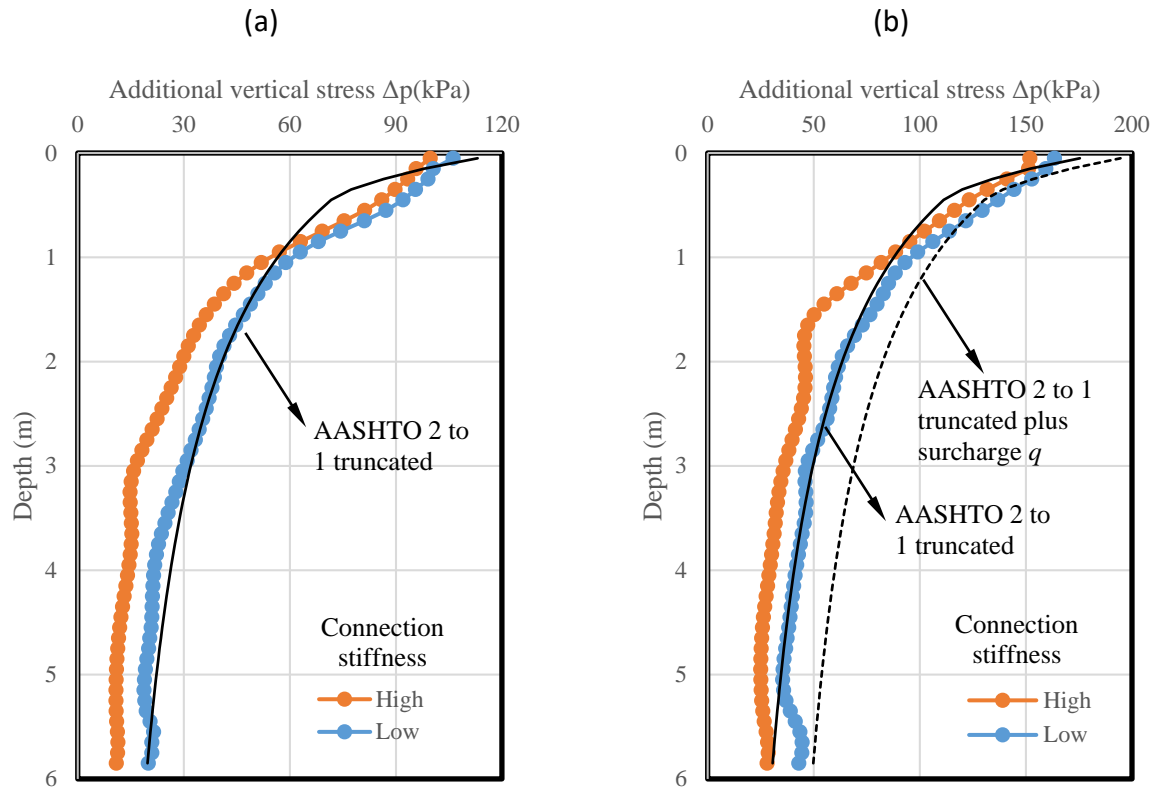 (a)
Additional vertical stress Δp(kPa)
0 30 60 90 120
0
1
2
3
4
5
6
Depth (m)
AASHTO 2 to
1 truncated
Connection
stiffness
High
Low
(b)
Additional vertical stress Δp(kPa)
0 50 100 150 200
0
1
2
3
4
5
6
Depth (m)
AASHTO 2 to 1
truncated plus
surcharge q
AASHTO 2 to
1 truncated
Connection
stiffness
High
Low